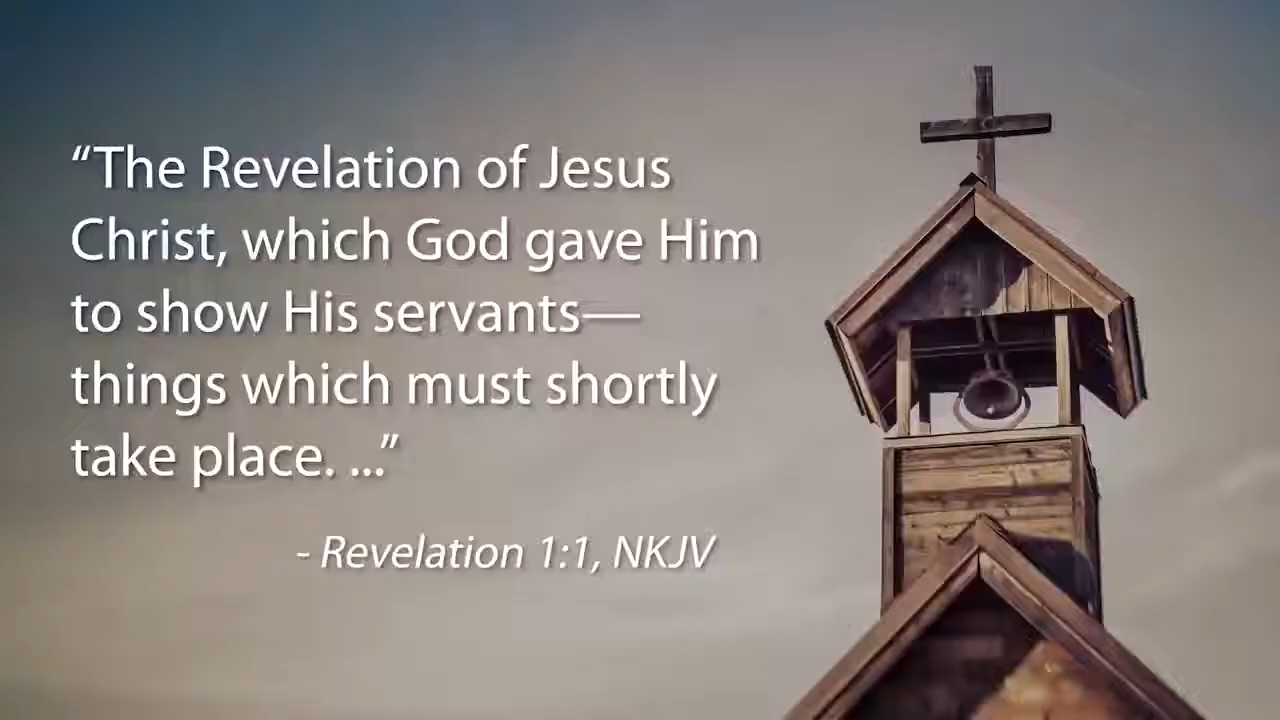 “The Revelation of Jesus
Christ, which God gave Him
to show His servants—
things which must shortly
take place. ...”
- Revelation 1:1, NKJV